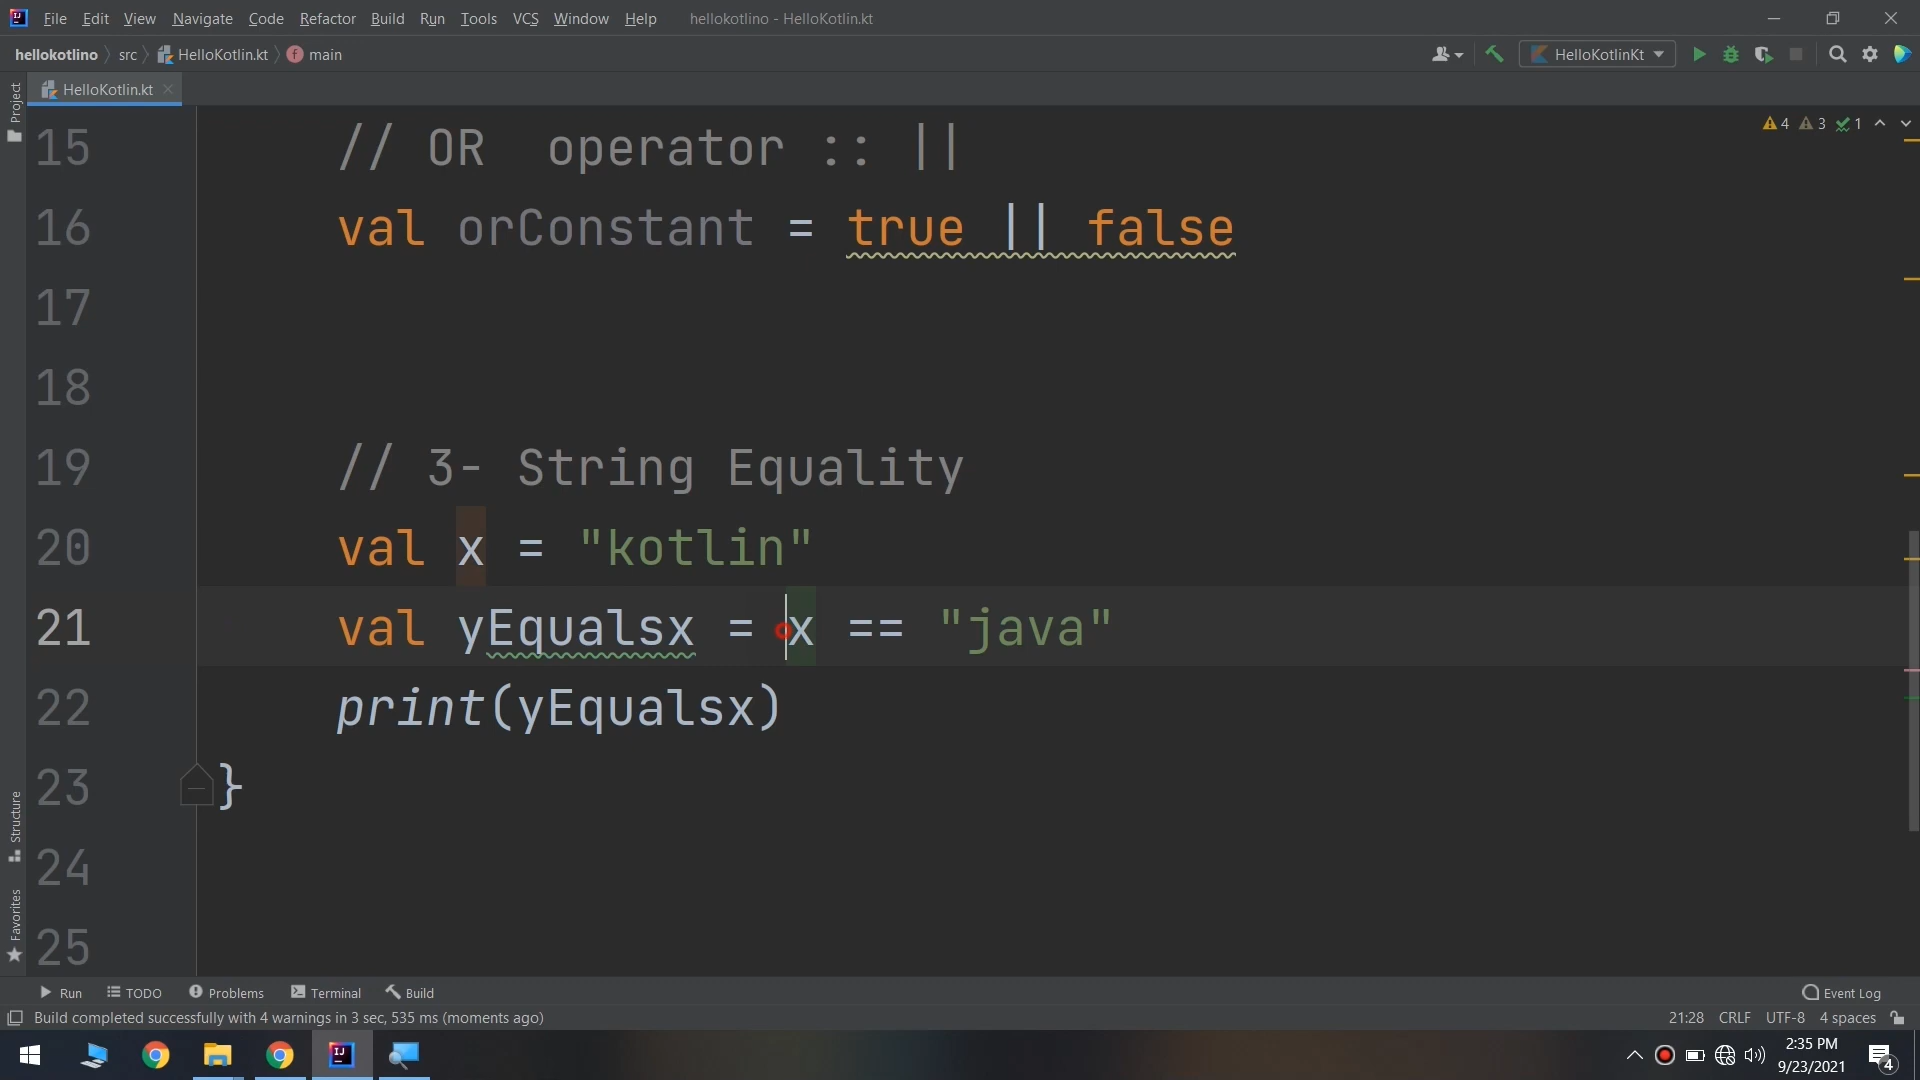 File Edit View Navigate Code Refactor Build Run Tools VCS Window Help hellokotlino - HelloKotlin.kt
hellokotlino src HelloKotlin.kt main HelloKotlinKt
HelloKotlin.kt
Project
4 3 1
15 // OR  operator :: ||
16 val orConstant = true || false
17
18
19 // 3- String Equality
20 val x = "kotlin"
21 val yEqualsx = x == "java"
22 print(yEqualsx)
23 }
24
25
Structure
Favorites
Run TODO Problems Terminal Build Event Log
Build completed successfully with 4 warnings in 3 sec, 535 ms (moments ago) 21:28 CRLF UTF-8 4 spaces
2:35 PM
9/23/2021
4